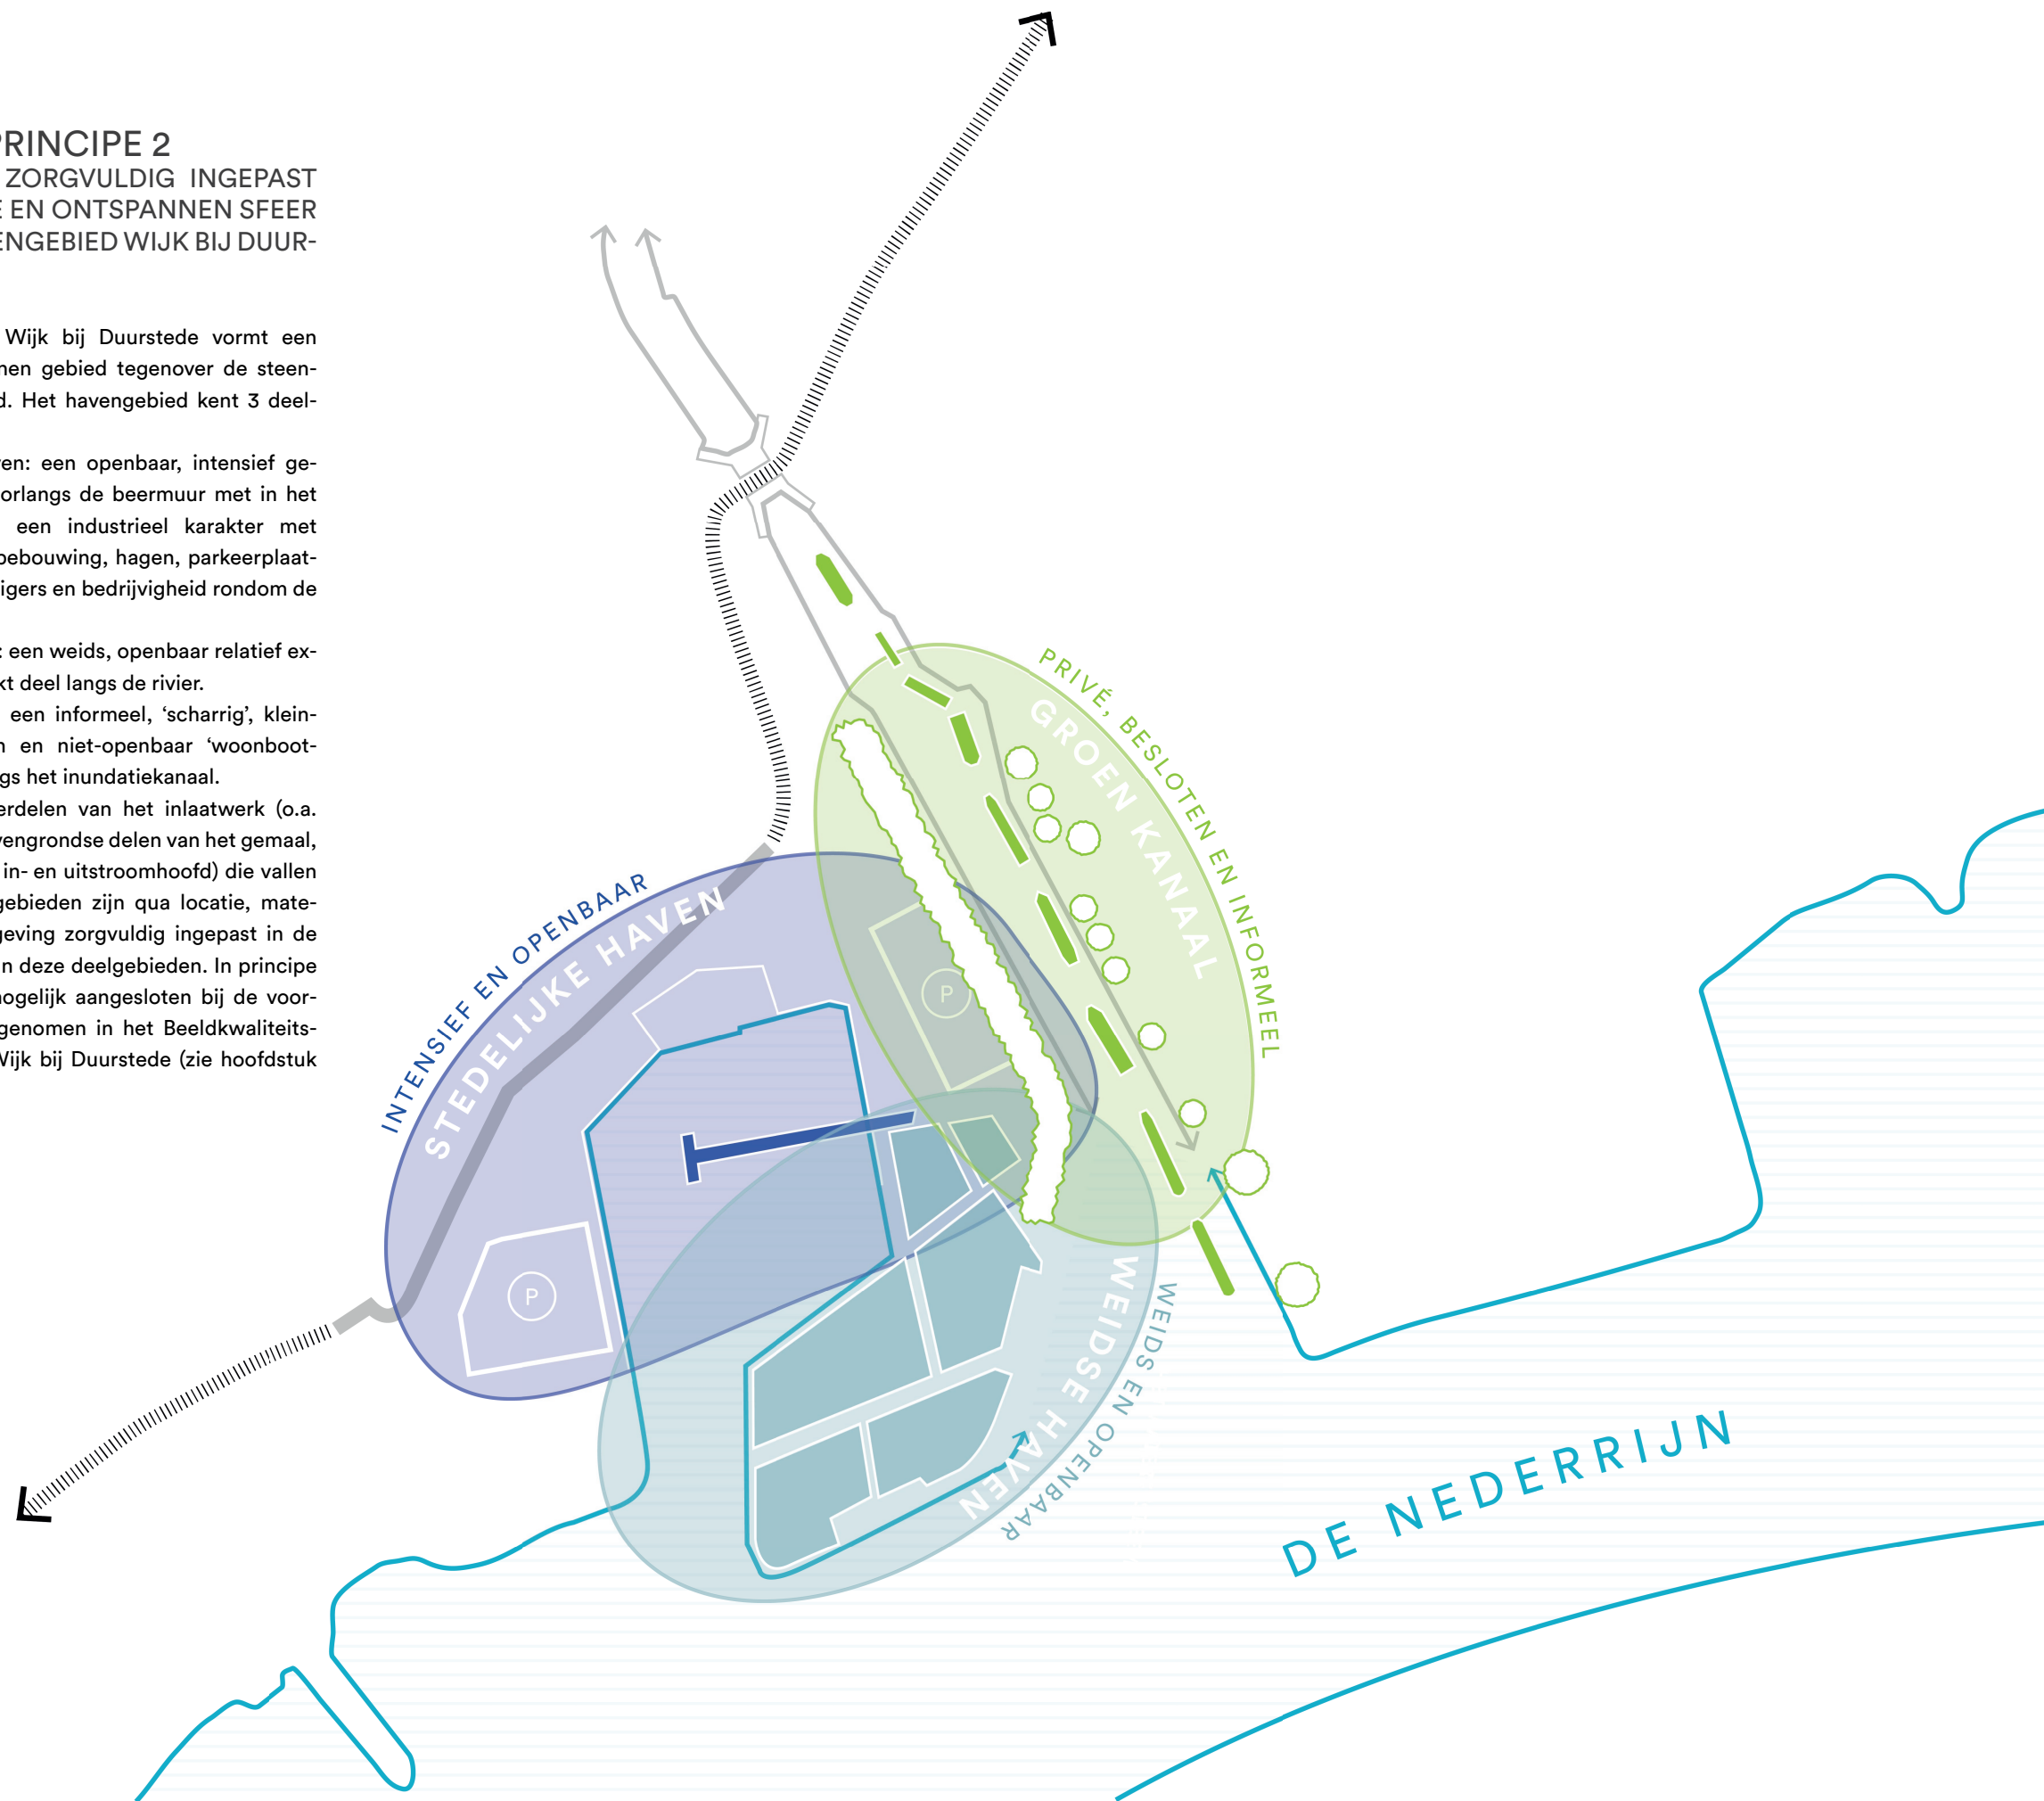 PRINCIPE 2
ZORGVULDIG INGEPAST
E EN ONTSPANNEN SFEER
ENGEBIED WIJK BIJ DUUR-
Wijk bij Duurstede vormt een
nen gebied tegenover de steen-
d. Het havengebied kent 3 deel-
en: een openbaar, intensief ge-
orlangs de beermuur met in het
een industrieel karakter met
bebouwing, hagen, parkeerplaat-
igers en bedrijvigheid rondom de
: een weids, openbaar relatief ex-
kt deel langs de rivier.
een informeel, ‘scharrig’, klein-
n en niet-openbaar ‘woonboot-
gs het inundatiekanaal.
erdelen van het inlaatwerk (o.a.
vengrondse delen van het gemaal,
in- en uitstroomhoofd) die vallen
gebieden zijn qua locatie, mate-
geving zorgvuldig ingepast in de
n deze deelgebieden. In principe
mogelijk aangesloten bij de voor-
genomen in het Beeldkwaliteits-
Wijk bij Duurstede (zie hoofdstuk
PRIVÉ, BESLOTEN EN INFORMEEL
GROEN KANAAL
INTENSIEF EN OPENBAAR
STEDELIJKE HAVEN
P
P
WEIDSE HAVEN
WEIDS EN OPENBAAR
DE NEDERRIJN